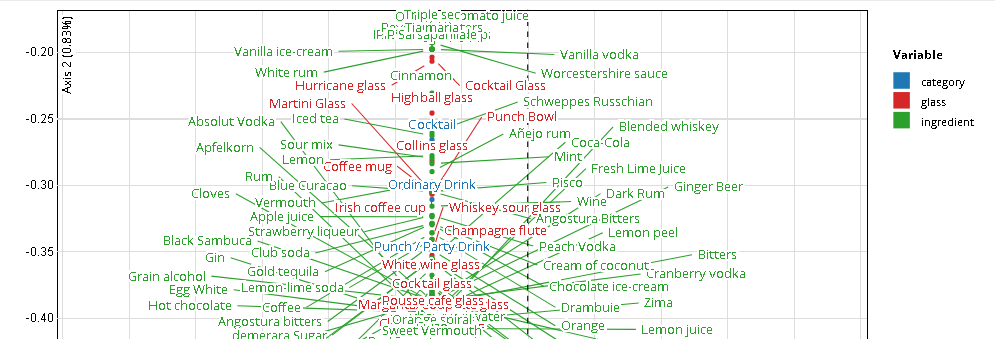 Triple sec
omato juice
-0.20
Vanilla ice-cream
Vanilla vodka
White rum
Worcestershire sauce
Cinnamon
Hurricane glass
Cocktail Glass
Highball glass
Martini Glass
Schweppes Russchian
-0.25
Iced tea
Punch Bowl
Absolut Vodka
Cocktail
Blended whiskey
Añejo rum
Sour mix
Coca-Cola
Apfelkorn
Collins glass
Lemon
Mint
Coffee mug
Fresh Lime Juice
Rum
-0.30
Blue Curacao
Ordinary Drink
Pisco
Ginger Beer
Cloves
Dark Rum
Vermouth
Wine
Irish coffee cup
Whiskey sour glass
Apple juice
Angostura Bitters
Strawberry liqueur
Champagne flute
Lemon peel
Black Sambuca
Punch / Party Drink
Peach Vodka
-0.35
Club soda
Bitters
Gin
White wine glass
Cream of coconut
Gold tequila
Cranberry vodka
Grain alcohol
Cocktail glass
Egg White
Lemon-lime soda
Chocolate ice-cream
Pousse cafe glass
Hot chocolate
Coffee
Drambuie
Zima
-0.40
Angostura bitters
Orange spiral
water
Orange
Lemon juice
demerara Sugar
Sweet Vermouth
Axis 2 (0.83%)
Variable
category
glass
ingredient